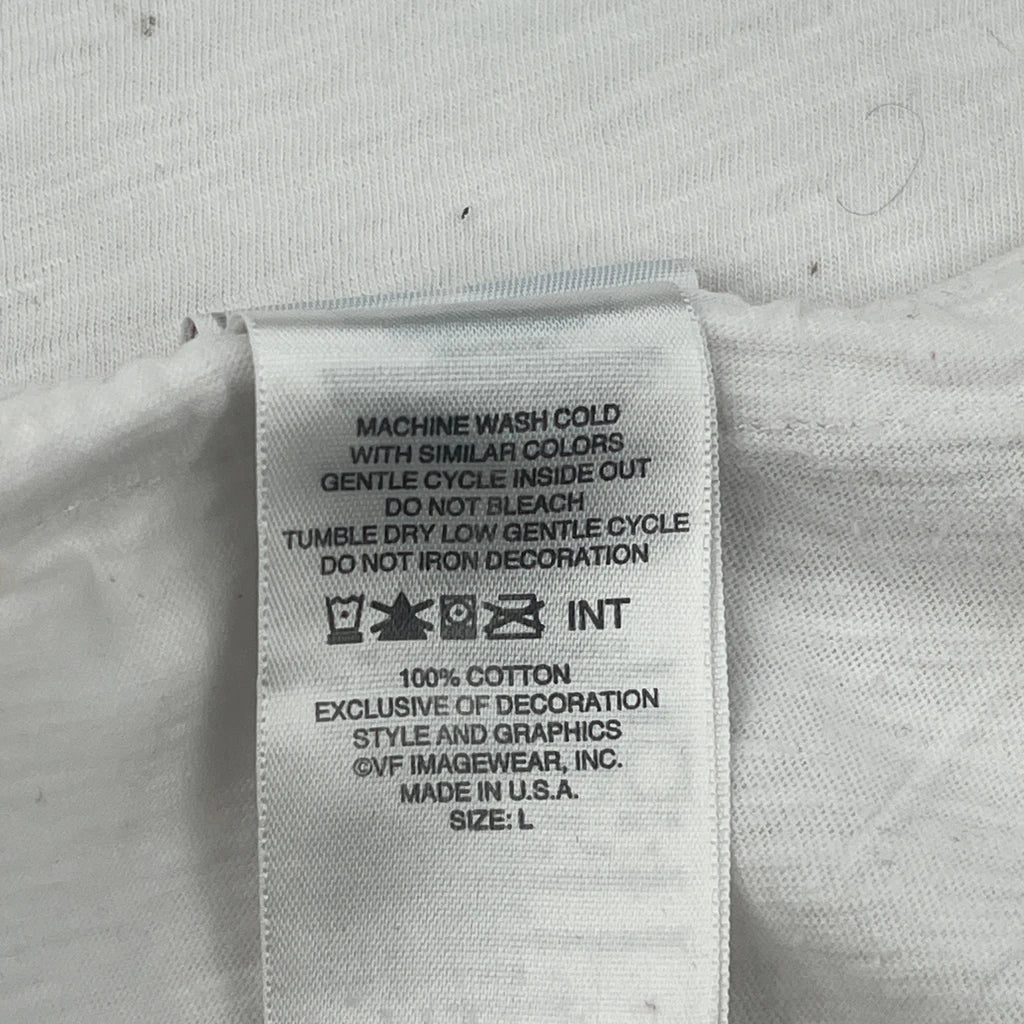 MACHINE WASH COLD
WITH SIMILAR COLORS
GENTLE CYCLE INSIDE OUT
DO NOT BLEACH
TUMBLE DRY LOW GENTLE CYCLE
DO NOT IRON DECORATION
INT
100% COTTON
EXCLUSIVE OF DECORATION
STYLE AND GRAPHICS
©VF IMAGEWEAR, INC.
MADE IN U.S.A.
SIZE: L